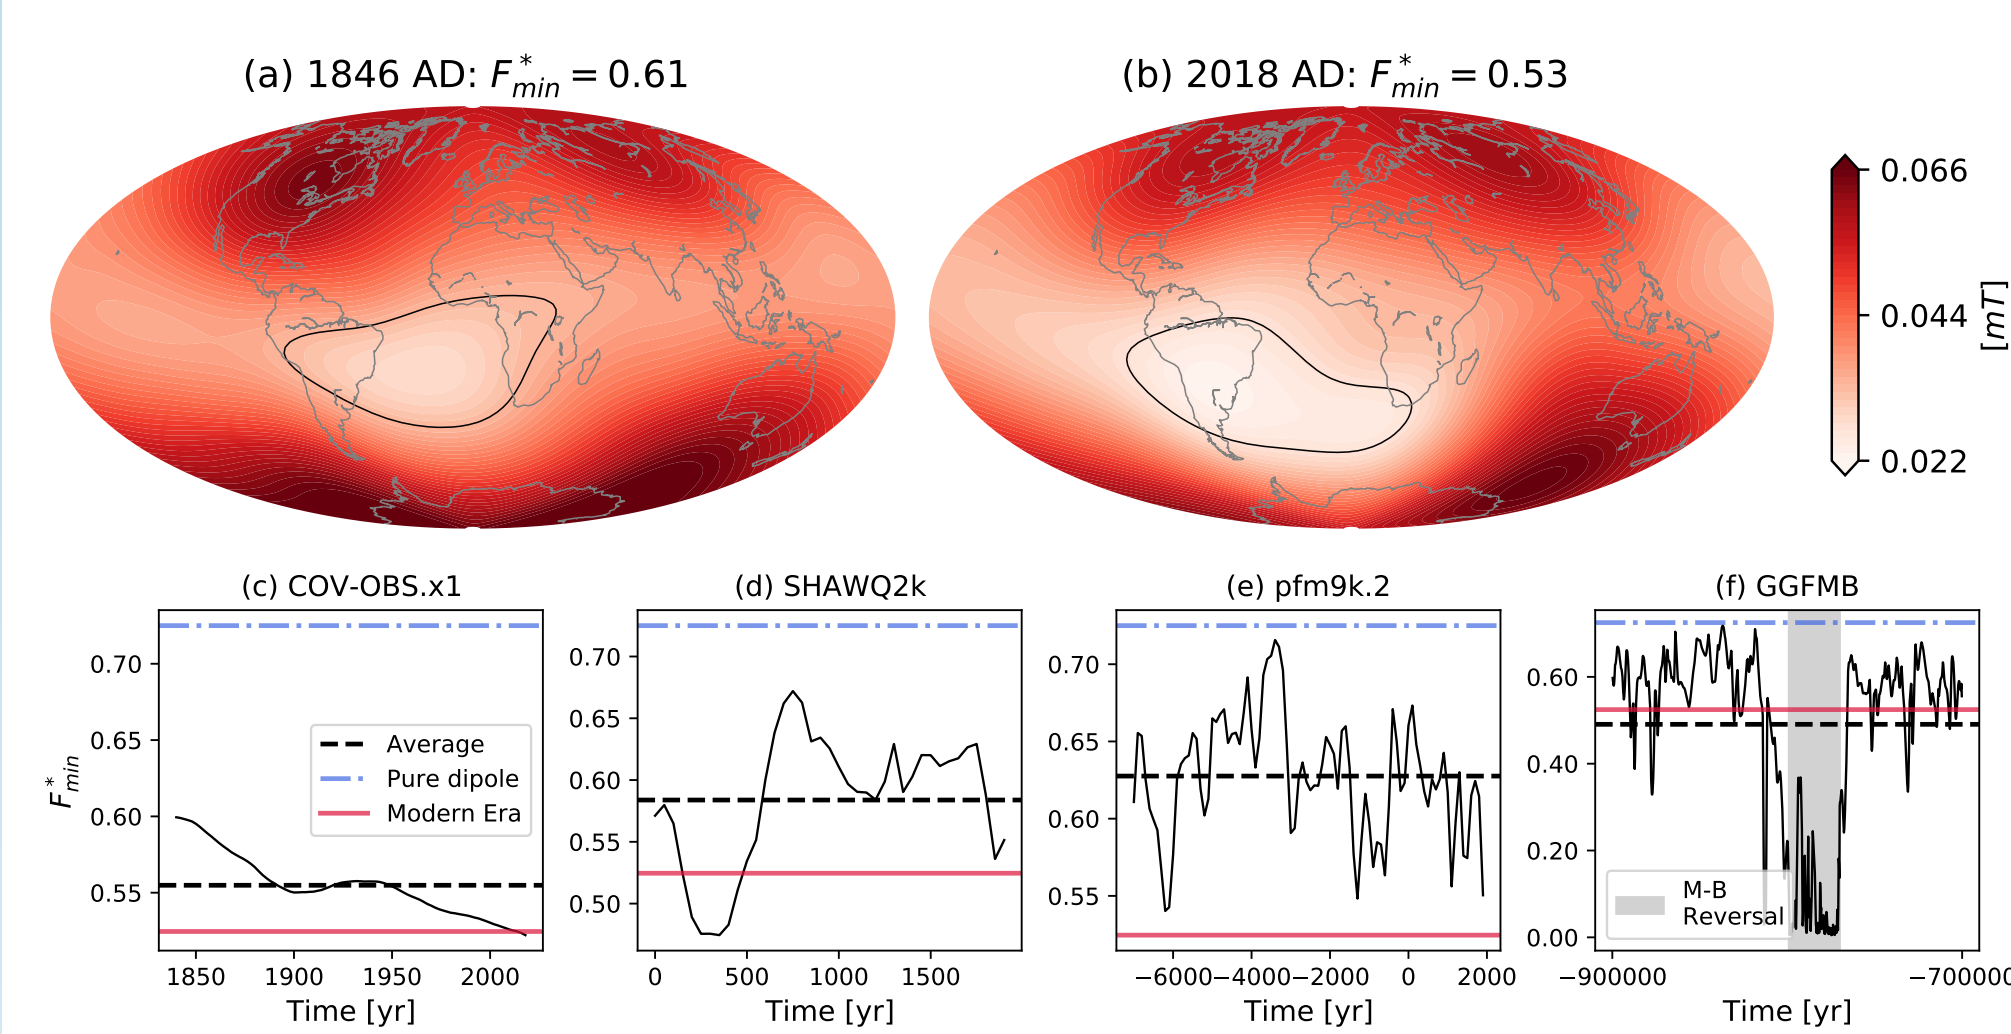 (a) 1846 AD: F*min = 0.61
(b) 2018 AD: F*min = 0.53
0.066
0.044
0.022
[mT]
(c) COV-OBS.x1
(d) SHAWQ2k
(e) pfm9k.2
(f) GGFMB
F*min
0.70
0.65
0.60
0.55
Average
Pure dipole
Modern Era
1850
1900
1950
2000
Time [yr]
0.70
0.65
0.60
0.55
0.50
0
500
1000
1500
Time [yr]
0.70
0.65
0.60
0.55
−6000
−4000
−2000
0
2000
Time [yr]
0.60
0.40
0.20
0.00
M-B
Reversal
−900000
−70000
Time [yr]